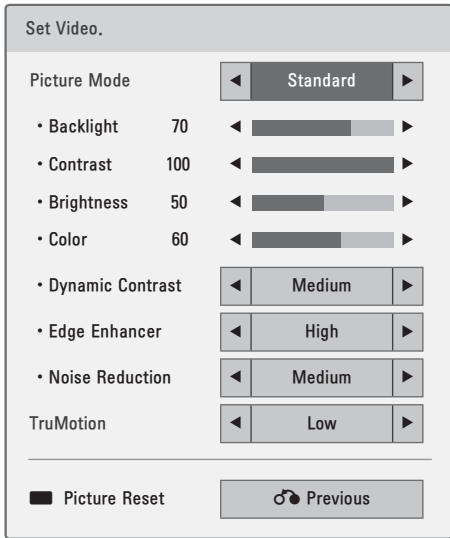 Set Video.
Picture Mode Standard
• Backlight 70
• Contrast 100
• Brightness 50
• Color 60
• Dynamic Contrast Medium
• Edge Enhancer High
• Noise Reduction Medium
TruMotion Low
Picture Reset Previous